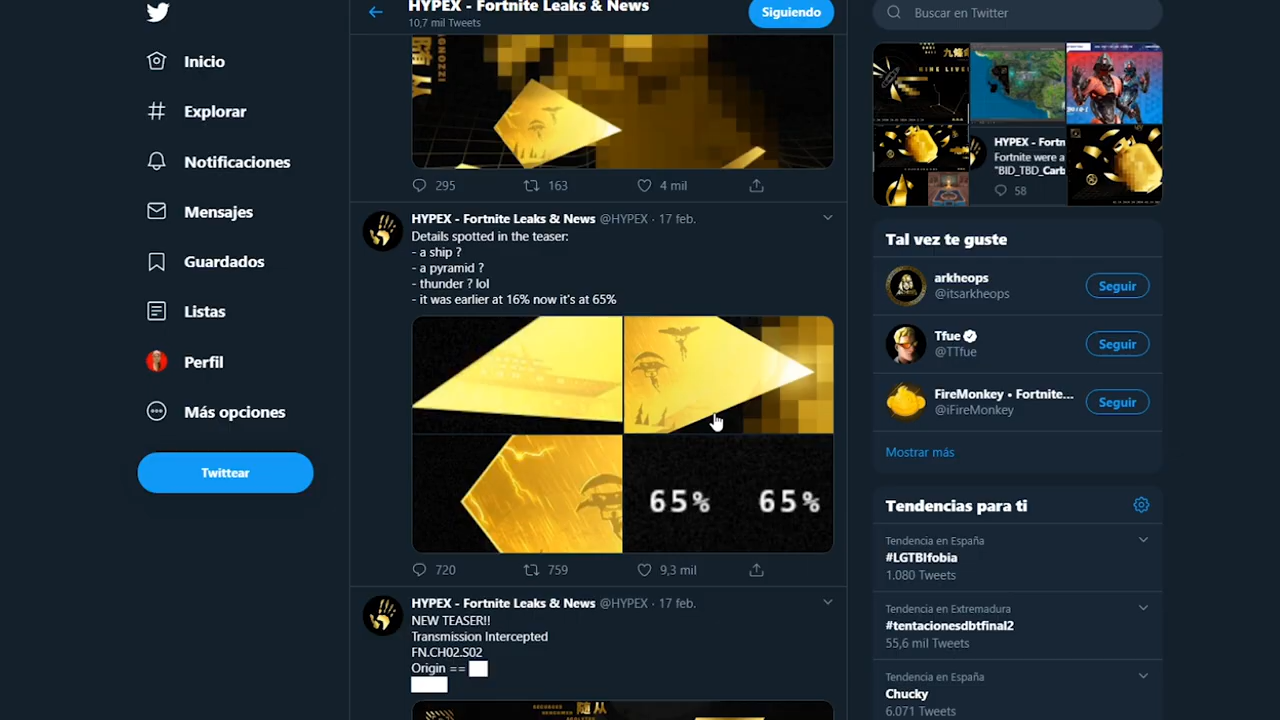 Inicio
Explorar
Notificaciones
Mensajes
Guardados
Listas
Perfil
Más opciones
Twittear
HYPEX - Fortnite Leaks & News
10,7 mil Tweets
Siguiendo
295 163 4 mil
HYPEX - Fortnite Leaks & News @HYPEX · 17 feb.
Details spotted in the teaser:
- a ship ?
- a pyramid ?
- thunder ? lol
- it was earlier at 16% now it's at 65%
65% 65%
720 759 9,3 mil
HYPEX - Fortnite Leaks & News @HYPEX · 17 feb.
NEW TEASER!!
Transmission Intercepted
FN.CH02.S02
Origin ==
随从
Buscar en Twitter
NINE LIVES
HYPEX - Fortn
Fortnite were a
"BID_TBD_Carb
58
Tal vez te guste
arkheops
@itsarkheops
Seguir
Tfue
@TTfue
Seguir
FireMonkey • Fortnite...
@iFireMonkey
Seguir
Mostrar más
Tendencias para ti
Tendencia en España
#LGTBIfobia
1.080 Tweets
Tendencia en Extremadura
#tentacionesdbtfinal2
55,6 mil Tweets
Tendencia en España
Chucky
6.071 Tweets